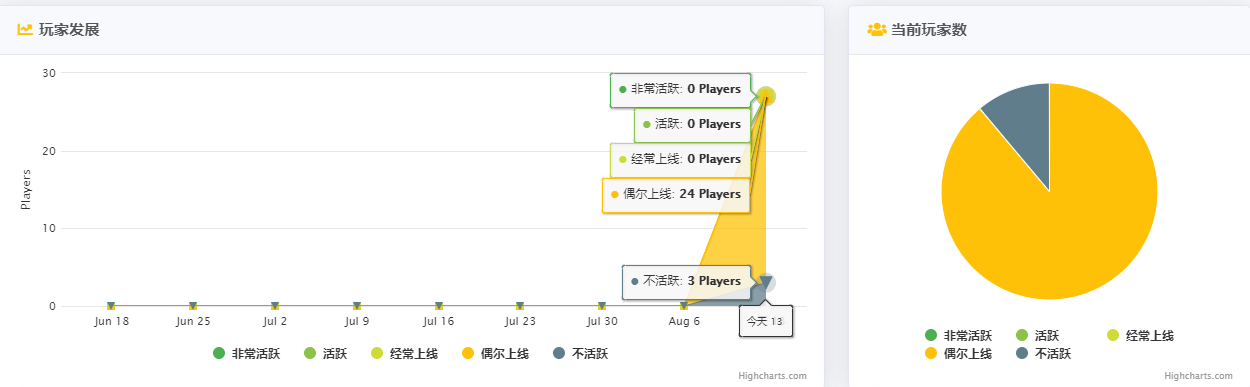 玩家发展
30
20
10
0
Players
非常活跃: 0 Players
活跃: 0 Players
经常上线: 0 Players
偶尔上线: 24 Players
不活跃: 3 Players
Jun 18
Jun 25
Jul 2
Jul 9
Jul 16
Jul 23
Jul 30
Aug 6
今天 13
非常活跃
活跃
经常上线
偶尔上线
不活跃
Highcharts.com
当前玩家数
非常活跃
活跃
经常上线
偶尔上线
不活跃
Highcharts.com